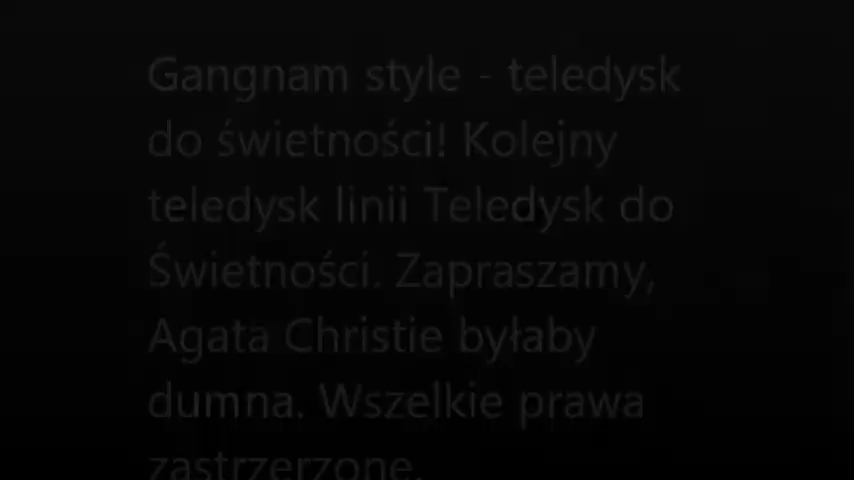 Gangnam style - teledysk
do świetności! Kolejny
teledysk linii Teledysk do
Świetności. Zapraszamy,
Agata Christie byłaby
dumna. Wszelkie prawa
zastrzerzone.